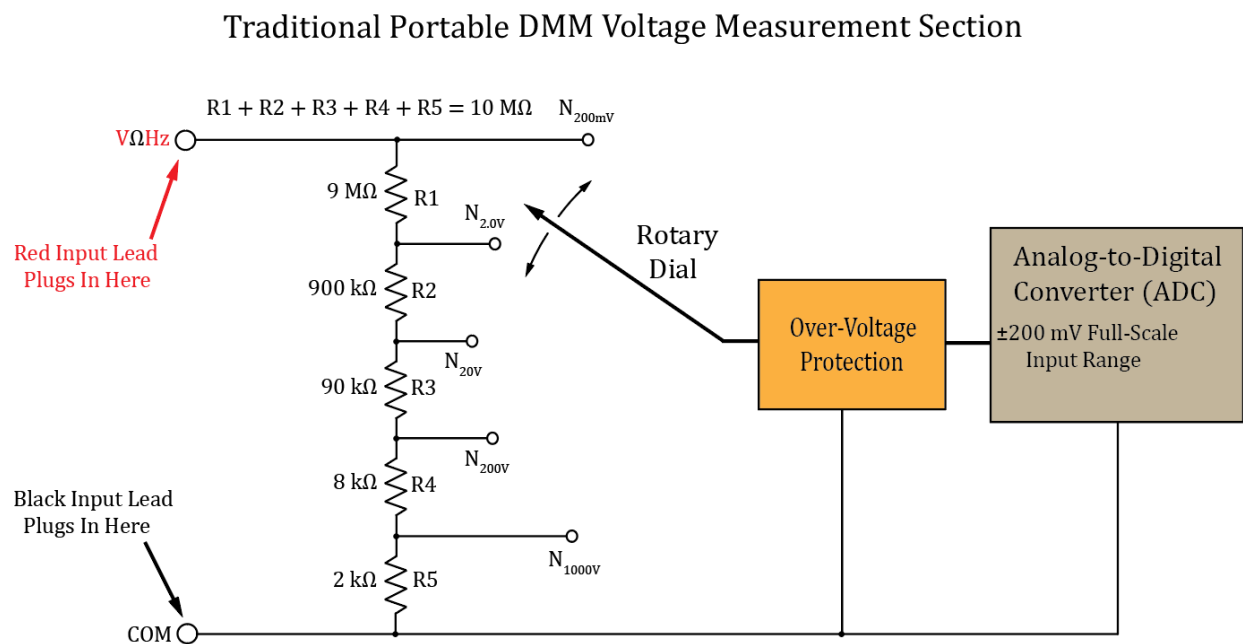 Traditional Portable DMM Voltage Measurement Section
R1 + R2 + R3 + R4 + R5 = 10 MΩ
N200mV
VΩHz
9 MΩ
R1
N2.0V
Red Input Lead
Plugs In Here
Rotary
Dial
900 kΩ
R2
N20V
90 kΩ
R3
N200V
8 kΩ
R4
N1000V
2 kΩ
R5
Over-Voltage
Protection
Analog-to-Digital
Converter (ADC)
±200 mV Full-Scale
Input Range
Black Input Lead
Plugs In Here
COM